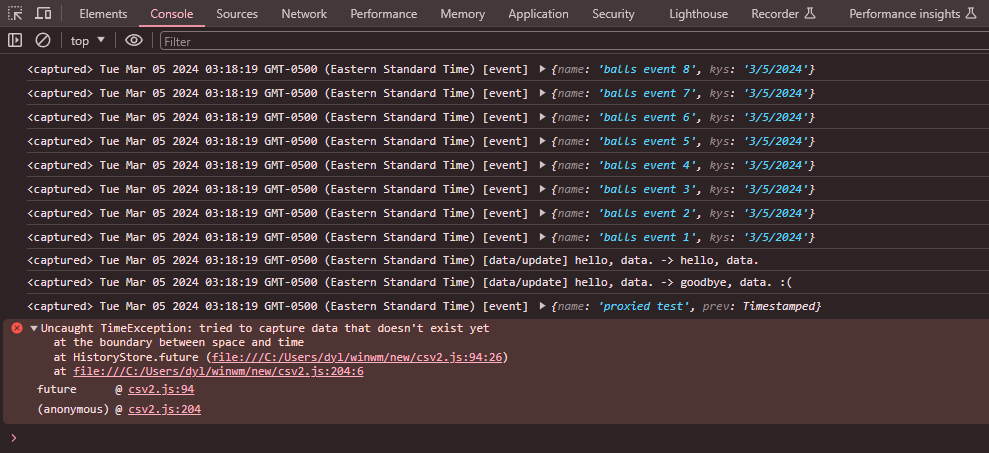 Elements Console Sources Network Performance Memory Application Security Lighthouse Recorder Performance insights
top Filter
<captured> Tue Mar 05 2024 03:18:19 GMT-0500 (Eastern Standard Time) [event] {name: 'balls event 8', kys: '3/5/2024'}
<captured> Tue Mar 05 2024 03:18:19 GMT-0500 (Eastern Standard Time) [event] {name: 'balls event 7', kys: '3/5/2024'}
<captured> Tue Mar 05 2024 03:18:19 GMT-0500 (Eastern Standard Time) [event] {name: 'balls event 6', kys: '3/5/2024'}
<captured> Tue Mar 05 2024 03:18:19 GMT-0500 (Eastern Standard Time) [event] {name: 'balls event 5', kys: '3/5/2024'}
<captured> Tue Mar 05 2024 03:18:19 GMT-0500 (Eastern Standard Time) [event] {name: 'balls event 4', kys: '3/5/2024'}
<captured> Tue Mar 05 2024 03:18:19 GMT-0500 (Eastern Standard Time) [event] {name: 'balls event 3', kys: '3/5/2024'}
<captured> Tue Mar 05 2024 03:18:19 GMT-0500 (Eastern Standard Time) [event] {name: 'balls event 2', kys: '3/5/2024'}
<captured> Tue Mar 05 2024 03:18:19 GMT-0500 (Eastern Standard Time) [event] {name: 'balls event 1', kys: '3/5/2024'}
<captured> Tue Mar 05 2024 03:18:19 GMT-0500 (Eastern Standard Time) [data/update] hello, data. -> hello, data.
<captured> Tue Mar 05 2024 03:18:19 GMT-0500 (Eastern Standard Time) [data/update] hello, data. -> goodbye, data. :(
<captured> Tue Mar 05 2024 03:18:19 GMT-0500 (Eastern Standard Time) [event] {name: 'proxied test', prev: Timestamped}
Uncaught TimeException: tried to capture data that doesn't exist yet
at the boundary between space and time
at HistoryStore.future (file:///C:/Users/dyl/winwm/new/csv2.js:94:26)
at file:///C:/Users/dyl/winwm/new/csv2.js:204:6
future @ csv2.js:94
(anonymous) @ csv2.js:204